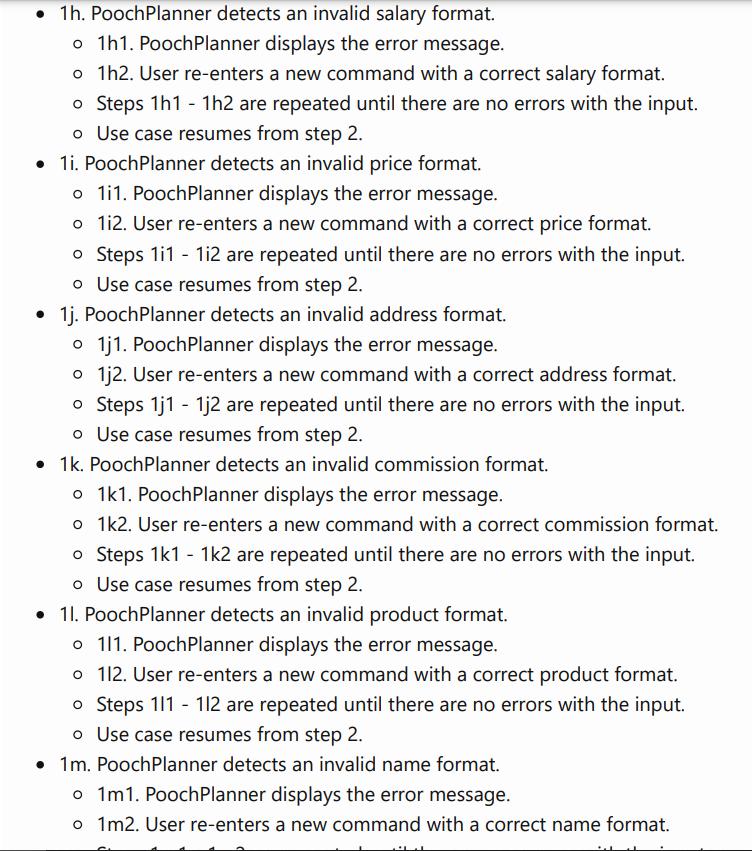 1h. PoochPlanner detects an invalid salary format.
1h1. PoochPlanner displays the error message.
1h2. User re-enters a new command with a correct salary format.
Steps 1h1 - 1h2 are repeated until there are no errors with the input.
Use case resumes from step 2.
1i. PoochPlanner detects an invalid price format.
1i1. PoochPlanner displays the error message.
1i2. User re-enters a new command with a correct price format.
Steps 1i1 - 1i2 are repeated until there are no errors with the input.
Use case resumes from step 2.
1j. PoochPlanner detects an invalid address format.
1j1. PoochPlanner displays the error message.
1j2. User re-enters a new command with a correct address format.
Steps 1j1 - 1j2 are repeated until there are no errors with the input.
Use case resumes from step 2.
1k. PoochPlanner detects an invalid commission format.
1k1. PoochPlanner displays the error message.
1k2. User re-enters a new command with a correct commission format.
Steps 1k1 - 1k2 are repeated until there are no errors with the input.
Use case resumes from step 2.
1l. PoochPlanner detects an invalid product format.
1l1. PoochPlanner displays the error message.
1l2. User re-enters a new command with a correct product format.
Steps 1l1 - 1l2 are repeated until there are no errors with the input.
Use case resumes from step 2.
1m. PoochPlanner detects an invalid name format.
1m1. PoochPlanner displays the error message.
1m2. User re-enters a new command with a correct name format.